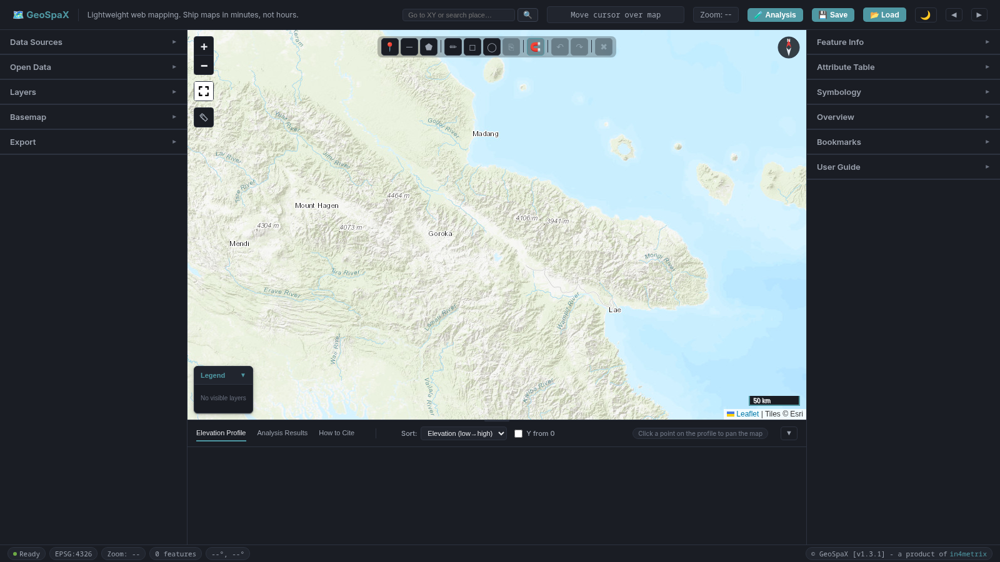 GeoSpaX
Lightweight web mapping. Ship maps in minutes, not hours.
Go to XY or search place…
Move cursor over map
Zoom: --
Analysis
Save
Load
Data Sources
Open Data
Layers
Basemap
Export
Feature Info
Attribute Table
Symbology
Overview
Bookmarks
User Guide
N
Keram
Yuat River
Gogol River
Madang
Lai River
Jimi River
Tare River
4464 m
Mount Hagen
4106 m
3941 m
4304 m
4073 m
Goroka
Mendi
Mongi River
Tua River
Erave River
Wampit River
Lae
Lamari River
Waii River
Vailala River
Legend
No visible layers
50 km
Leaflet | Tiles © Esri
Elevation Profile
Analysis Results
How to Cite
Sort:
Elevation (low→high)
Y from 0
Click a point on the profile to pan the map
Ready
EPSG:4326
Zoom: --
0 features
--°, --°
© GeoSpaX [v1.3.1] - a product of in4metrix